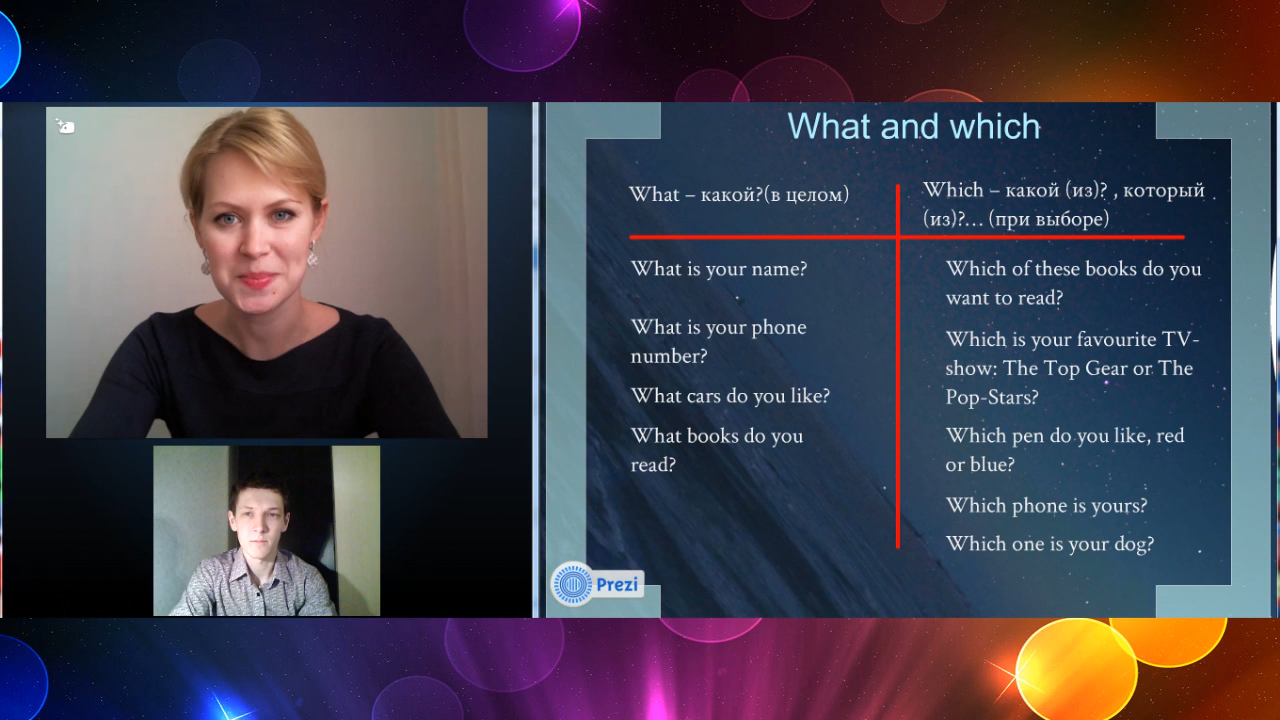 What and which
What – какой?(в целом)
Which – какой (из)? , который
(из)?... (при выборе)
What is your name?
What is your phone
number?
What cars do you like?
What books do you
read?
Which of these books do you
want to read?
Which is your favourite TV-
show: The Top Gear or The
Pop-Stars?
Which pen do you like, red
or blue?
Which phone is yours?
Which one is your dog?
Prezi